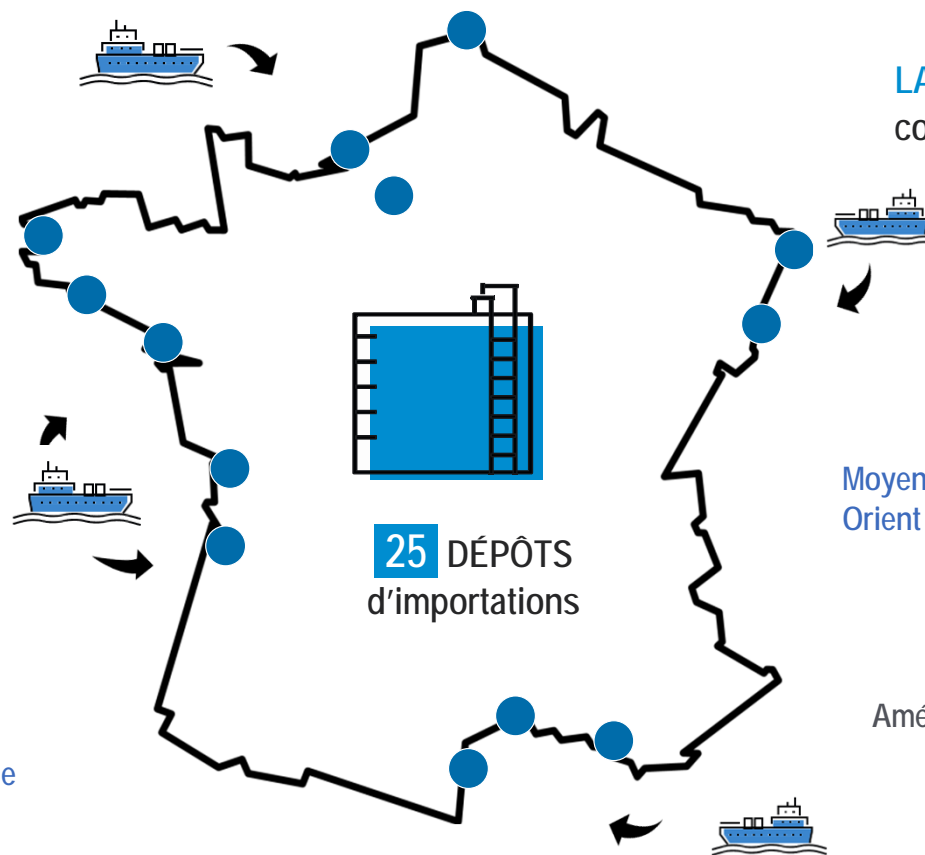 LA
co
Moyen
Orient
25 DÉPÔTS
d'importations
Amé
e